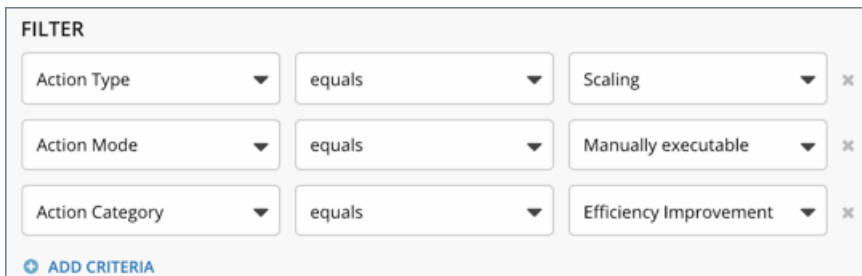 FILTER
Action Type equals Scaling
Action Mode equals Manually executable
Action Category equals Efficiency Improvement
ADD CRITERIA